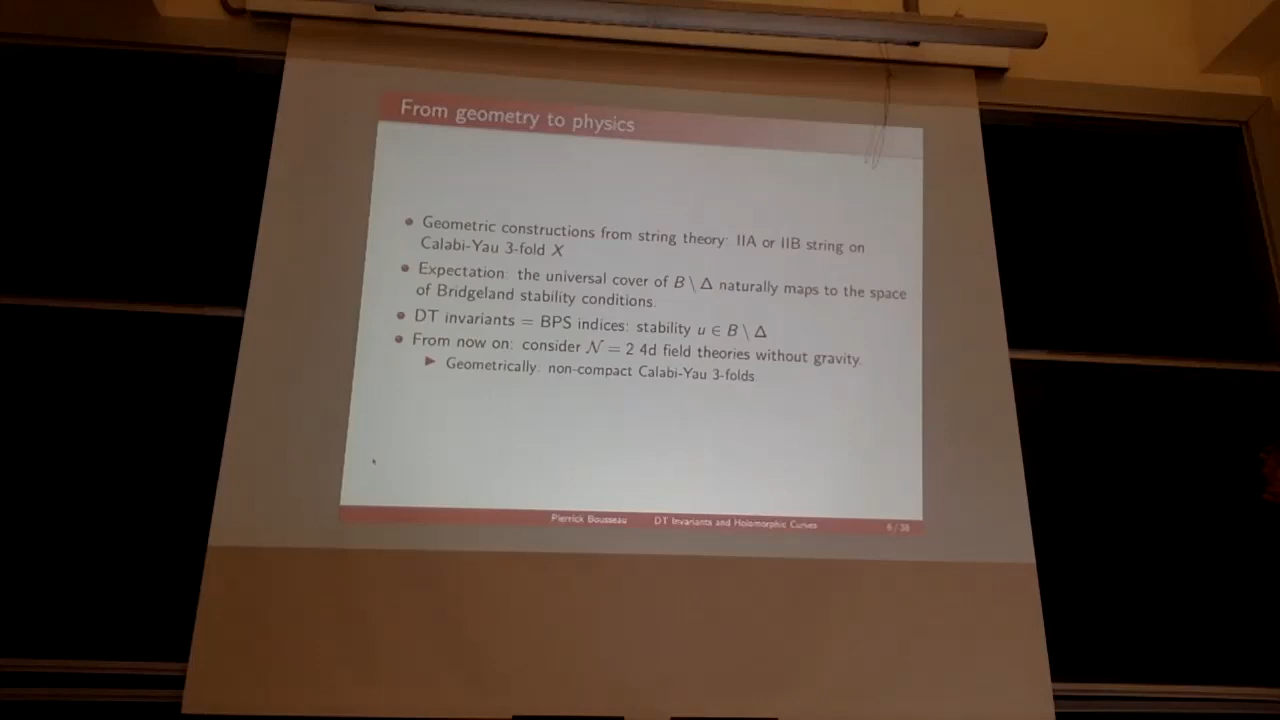 From geometry to physics
• Geometric constructions from string theory: IIA or IIB string on
Calabi-Yau 3-fold X
• Expectation: the universal cover of B \ Δ naturally maps to the space
of Bridgeland stability conditions.
• DT invariants = BPS indices: stability u ∈ B \ Δ
• From now on: consider 𝒩 = 2 4d field theories without gravity.
▶ Geometrically: non-compact Calabi-Yau 3-folds.
Pierrick Bousseau DT Invariants and Holomorphic Curves 6 / 38